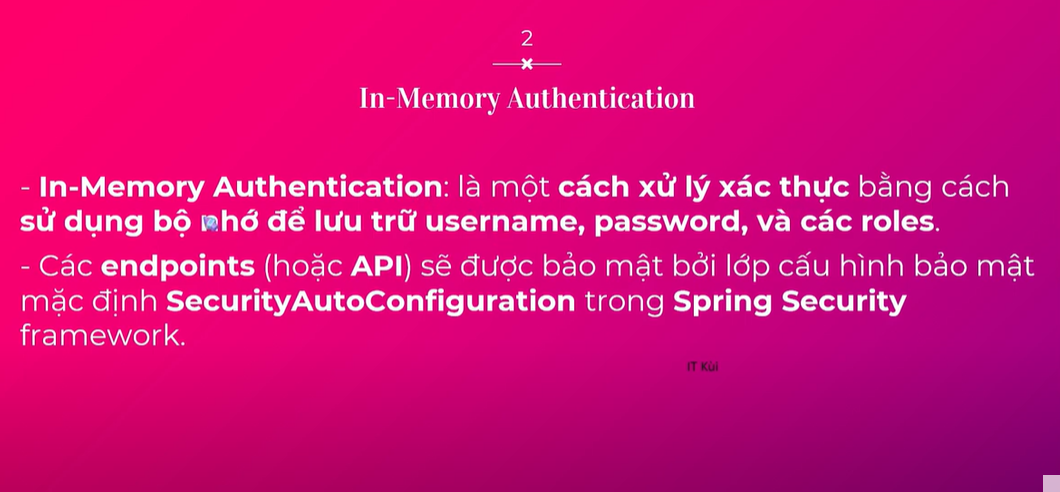 2
In-Memory Authentication
- In-Memory Authentication: là một cách xử lý xác thực bằng cách
sử dụng bộ nhớ để lưu trữ username, password, và các roles.
- Các endpoints (hoặc API) sẽ được bảo mật bởi lớp cấu hình bảo mật
mặc định SecurityAutoConfiguration trong Spring Security
framework.
IT Kùi